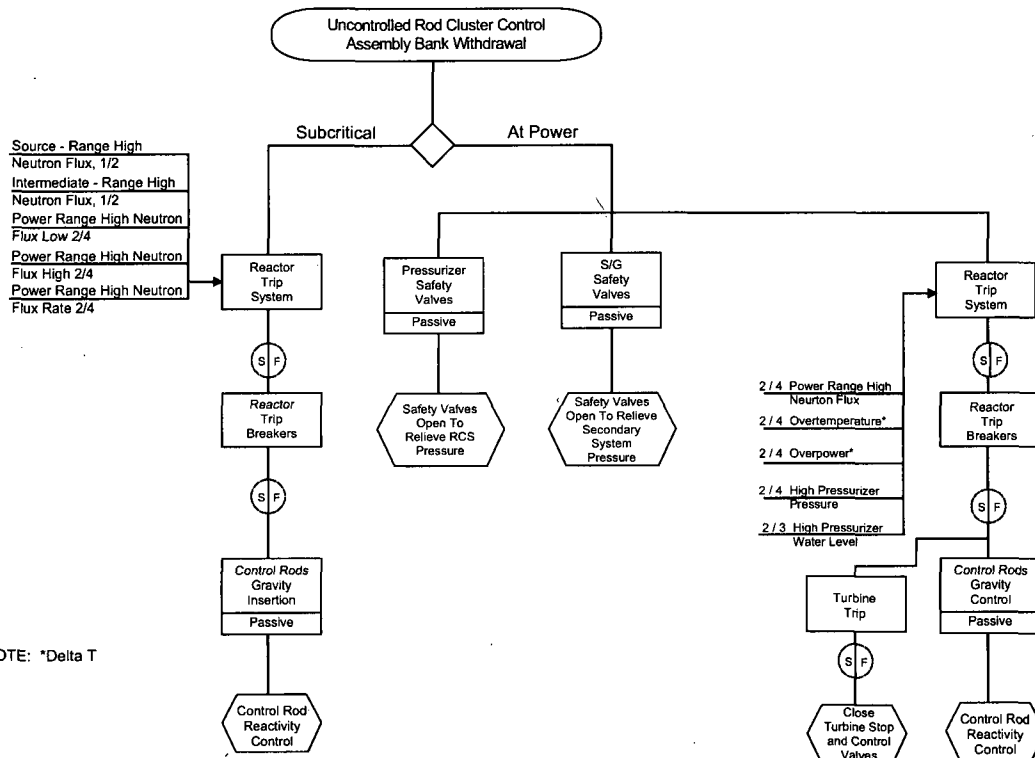 Uncontrolled Rod Cluster Control
Assembly Bank Withdrawal
Subcritical
At Power
Source - Range High
Neutron Flux, 1/2
Intermediate - Range High
Neutron Flux, 1/2
Power Range High Neutron
Flux Low 2/4
Power Range High Neutron
Flux High 2/4
Power Range High Neutron
Flux Rate 2/4
Reactor
Trip
System
S F
Reactor
Trip
Breakers
S F
Control Rods
Gravity
Insertion
Passive
Control Rod
Reactivity
Control
Pressurizer
Safety
Valves
Passive
Safety Valves
Open To
Relieve RCS
Pressure
S/G
Safety
Valves
Passive
Safety Valves
Open To Relieve
Secondary
System
Pressure
Reactor
Trip
System
S F
2 / 4 Power Range High
Neurton Flux
2 / 4 Overtemperature*
2 / 4 Overpower*
2 / 4 High Pressurizer
Pressure
2 / 3 High Pressurizer
Water Level
Reactor
Trip
Breakers
S F
Turbine
Trip
S F
Close
Turbine Stop
and Control
Valves
Control Rods
Gravity
Control
Passive
Control Rod
Reactivity
Control
OTE: *Delta T